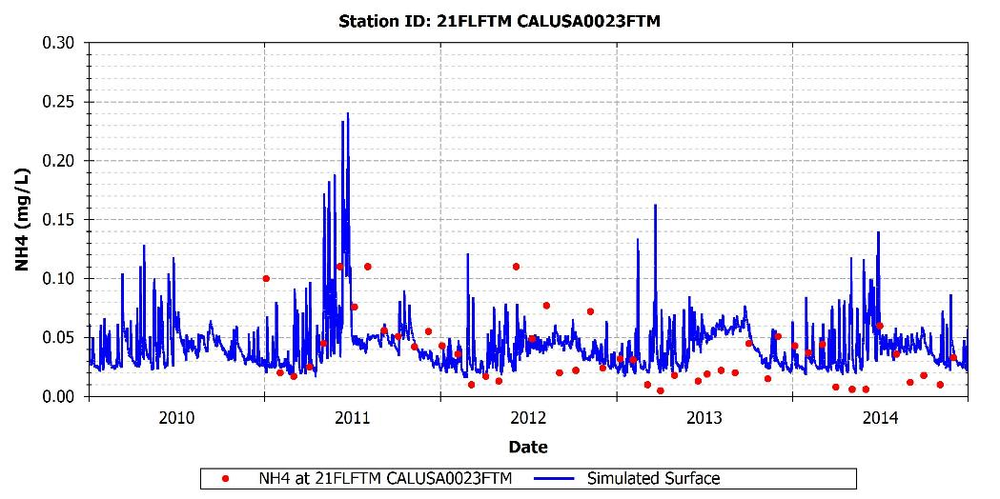 Station ID: 21FLFTM CALUSA0023FTM
0.30
0.25
0.20
0.15
0.10
0.05
0.00
NH4 (mg/L)
2010 2011 2012 2013 2014
Date
NH4 at 21FLFTM CALUSA0023FTM Simulated Surface